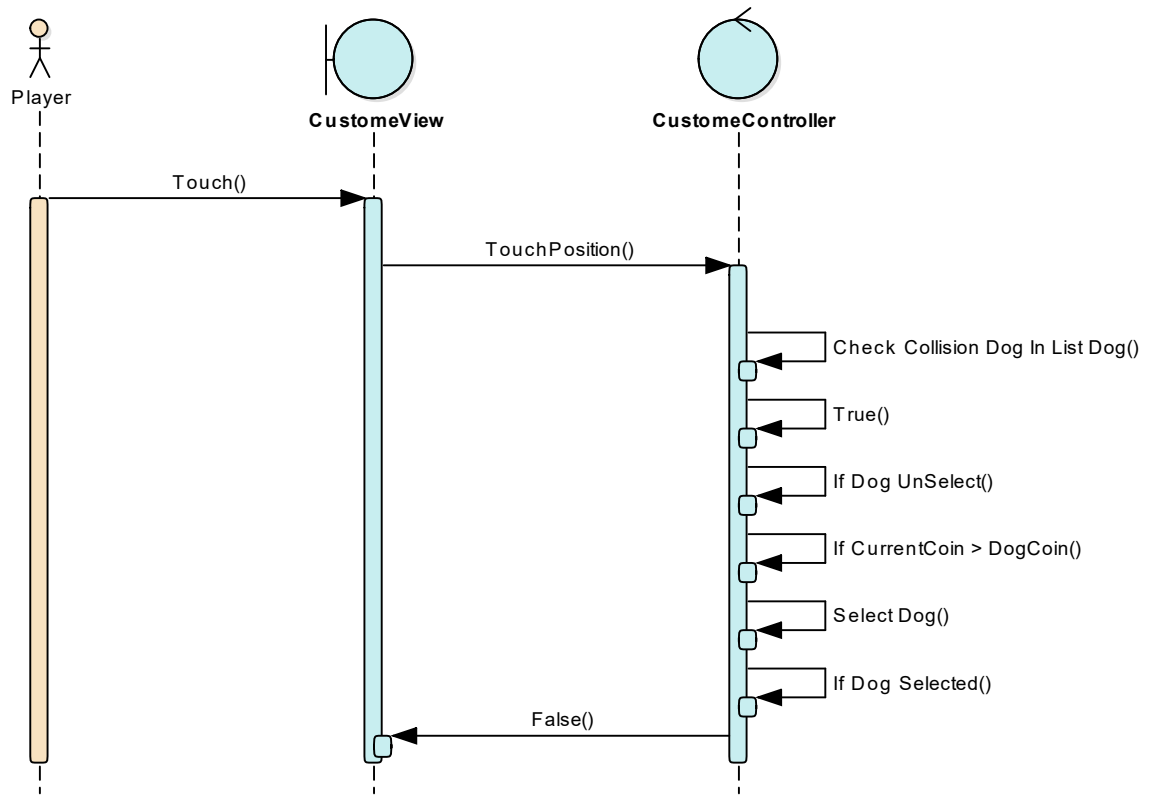 Player
CustomeView
CustomeController
Touch()
TouchPosition()
Check Collision Dog In List Dog()
True()
If Dog UnSelect()
If CurrentCoin > DogCoin()
Select Dog()
If Dog Selected()
False()